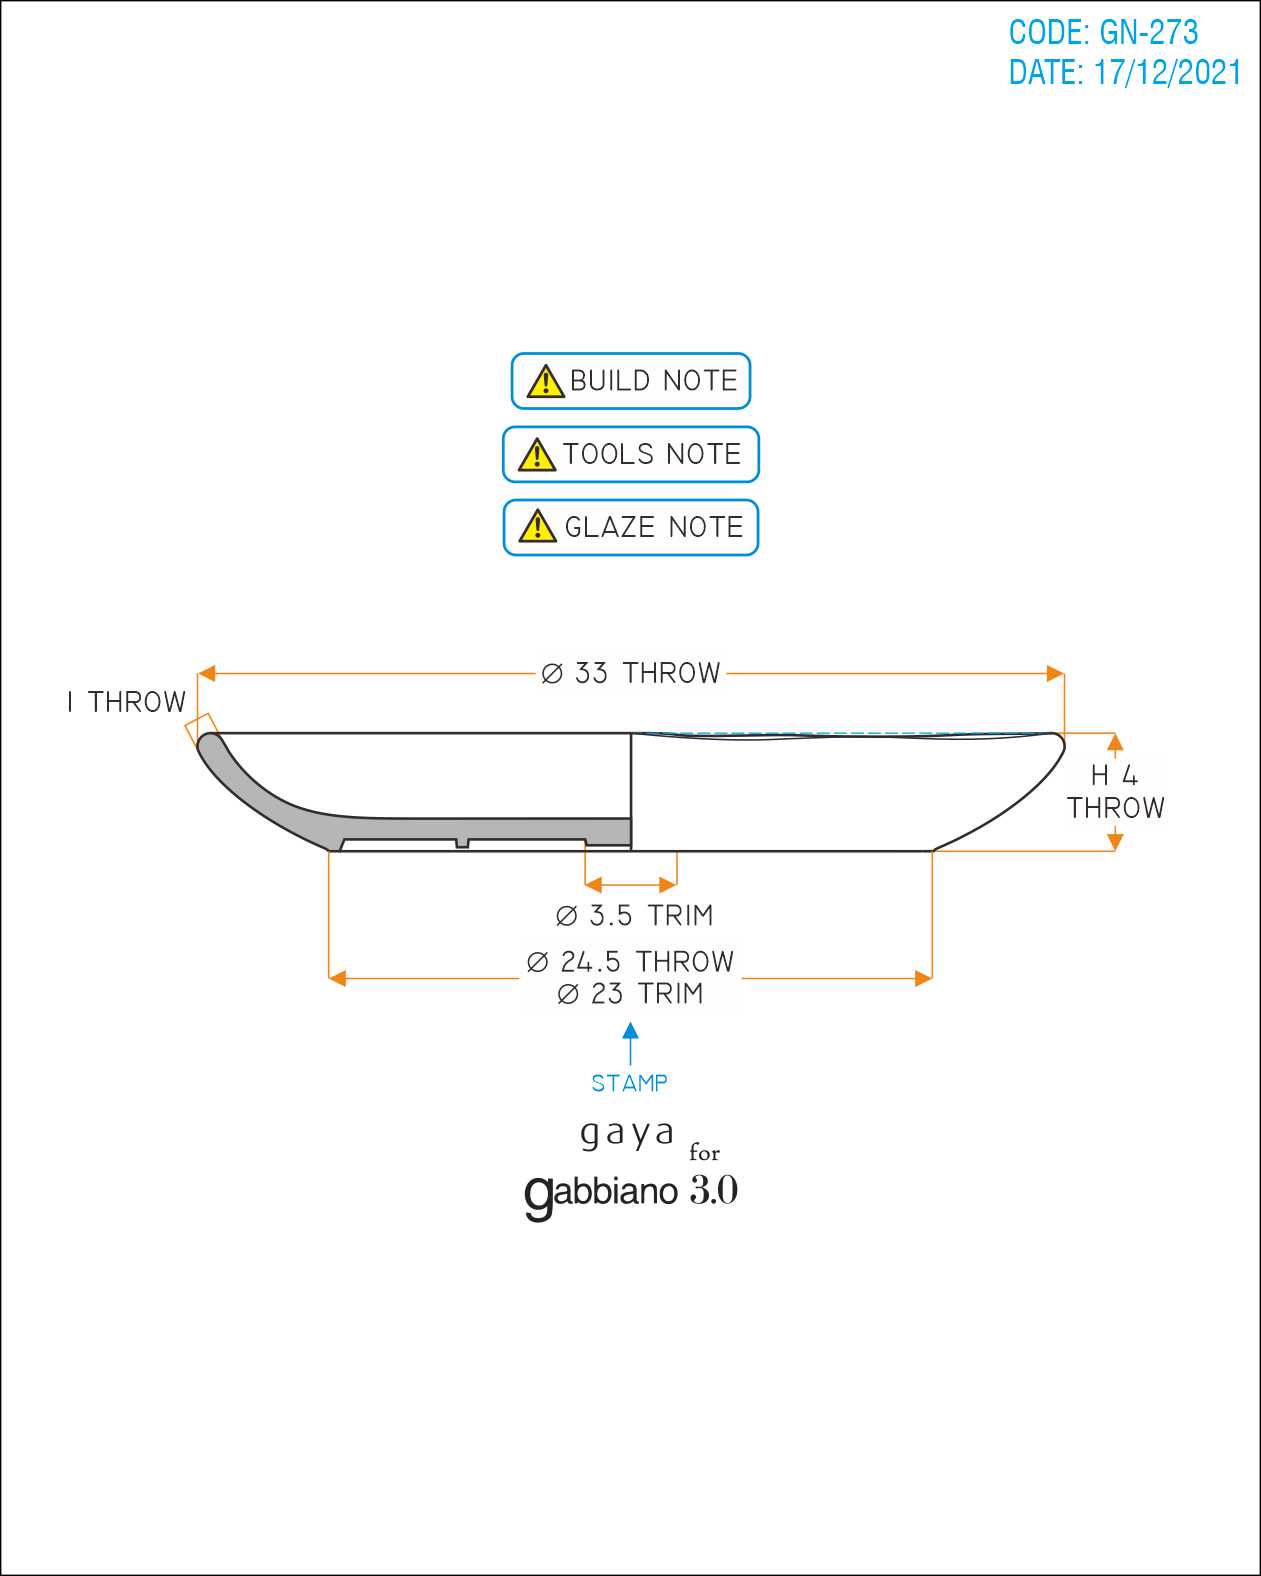 CODE: GN-273
DATE: 17/12/2021
BUILD NOTE
TOOLS NOTE
GLAZE NOTE
Ø 33 THROW
1 THROW
H 4
THROW
Ø 3.5 TRIM
Ø 24.5 THROW
Ø 23 TRIM
STAMP
gaya
for
gabbiano 3.0